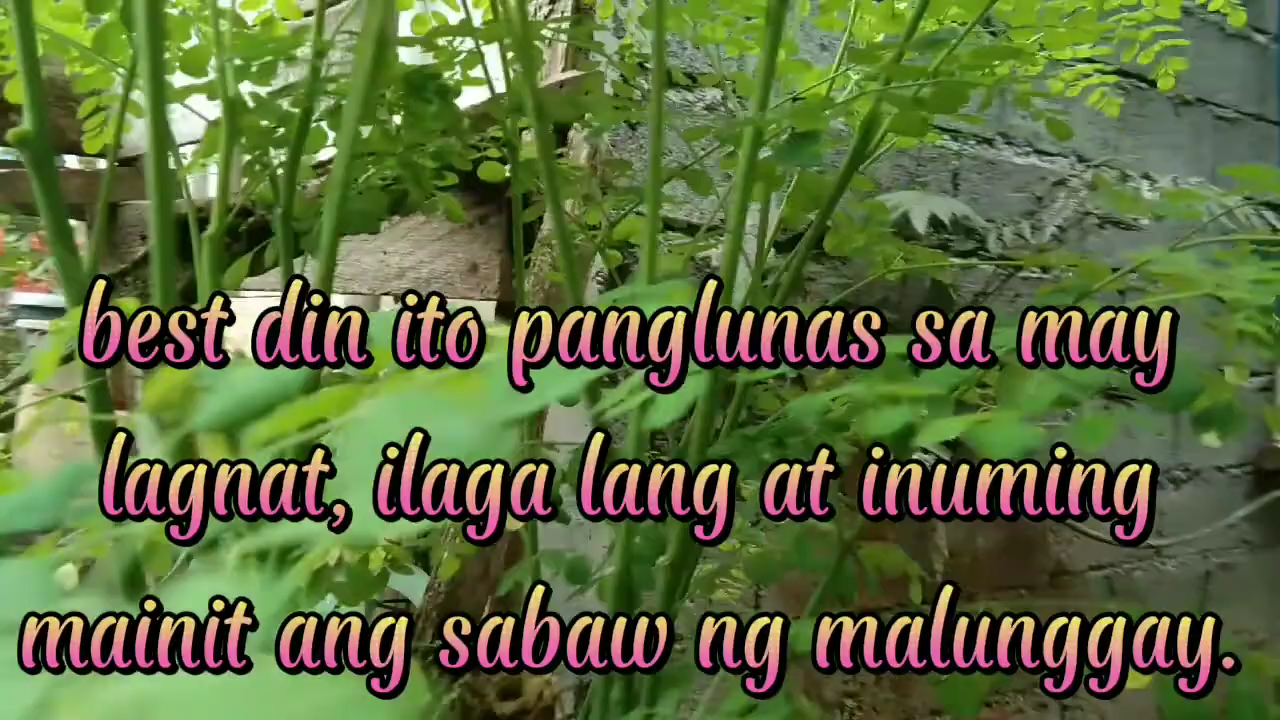 best din ito panglunas sa may
lagnat, ilaga lang at inuming
mainit ang sabaw ng malunggay.